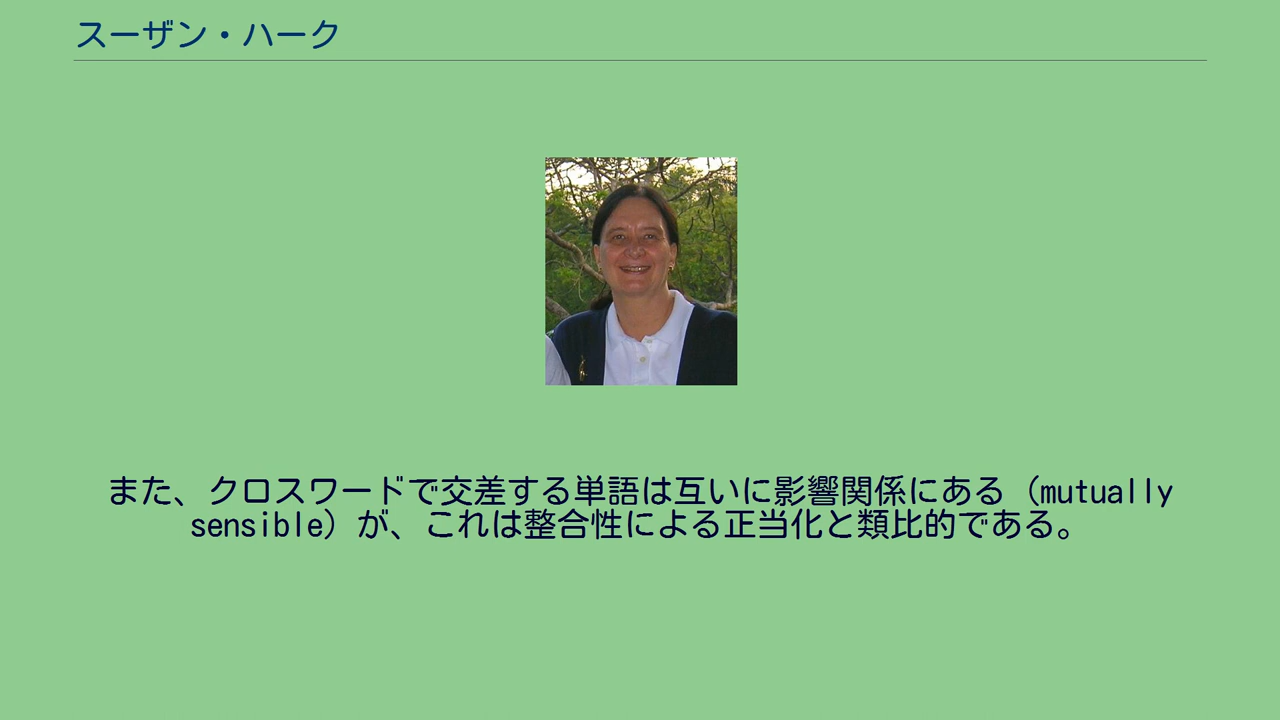 スーザン・ハーク
また、クロスワードで交差する単語は互いに影響関係にある（mutually
sensible）が、これは整合性による正当化と類比的である。